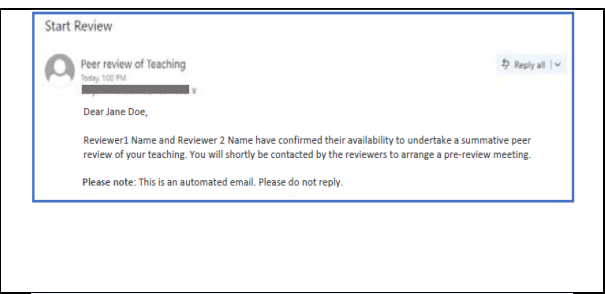 Start Review
Peer review of Teaching
Reply all
Today, 1:00 PM
Dear Jane Doe,
Reviewer1 Name and Reviewer 2 Name have confirmed their availability to undertake a summative peer
review of your teaching. You will shortly be contacted by the reviewers to arrange a pre-review meeting.
Please note: This is an automated email. Please do not reply.